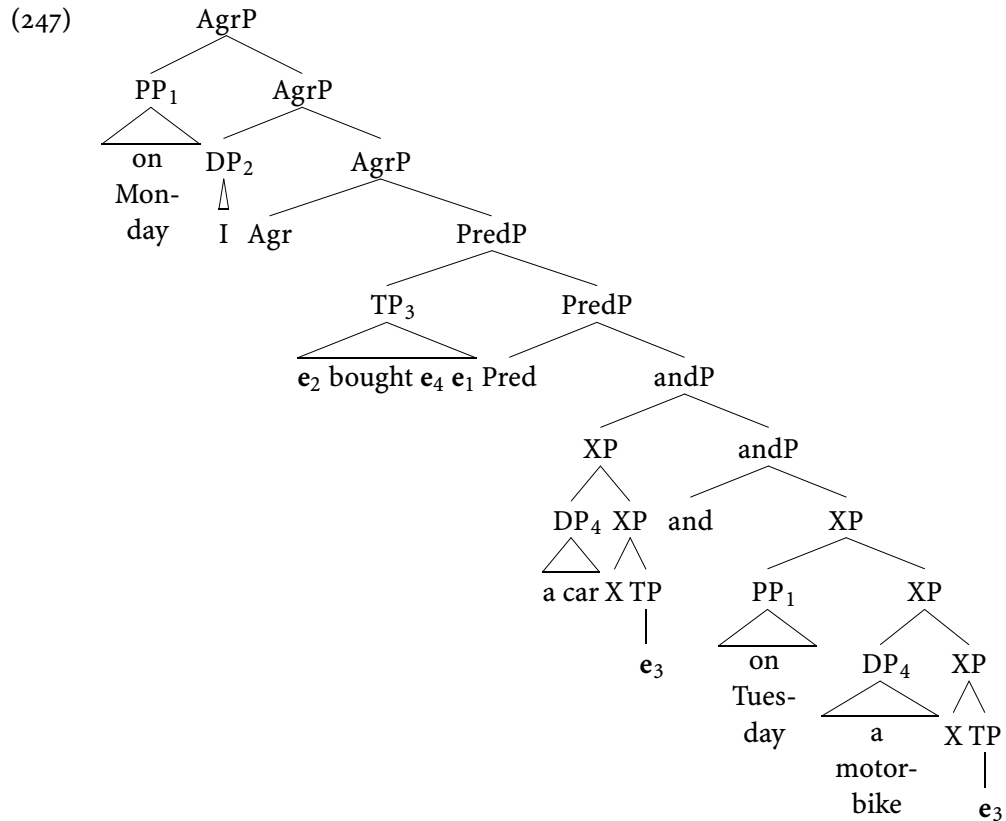 (247)
AgrP
PP₁ AgrP
on DP₂ AgrP
Mon-
day I Agr PredP
TP₃ PredP
e₂ bought e₄ e₁ Pred andP
XP andP
DP₄ XP and XP
a car X TP PP₁ XP
e₃ on DP₄ XP
Tues-
day a X TP
motor-
bike e₃